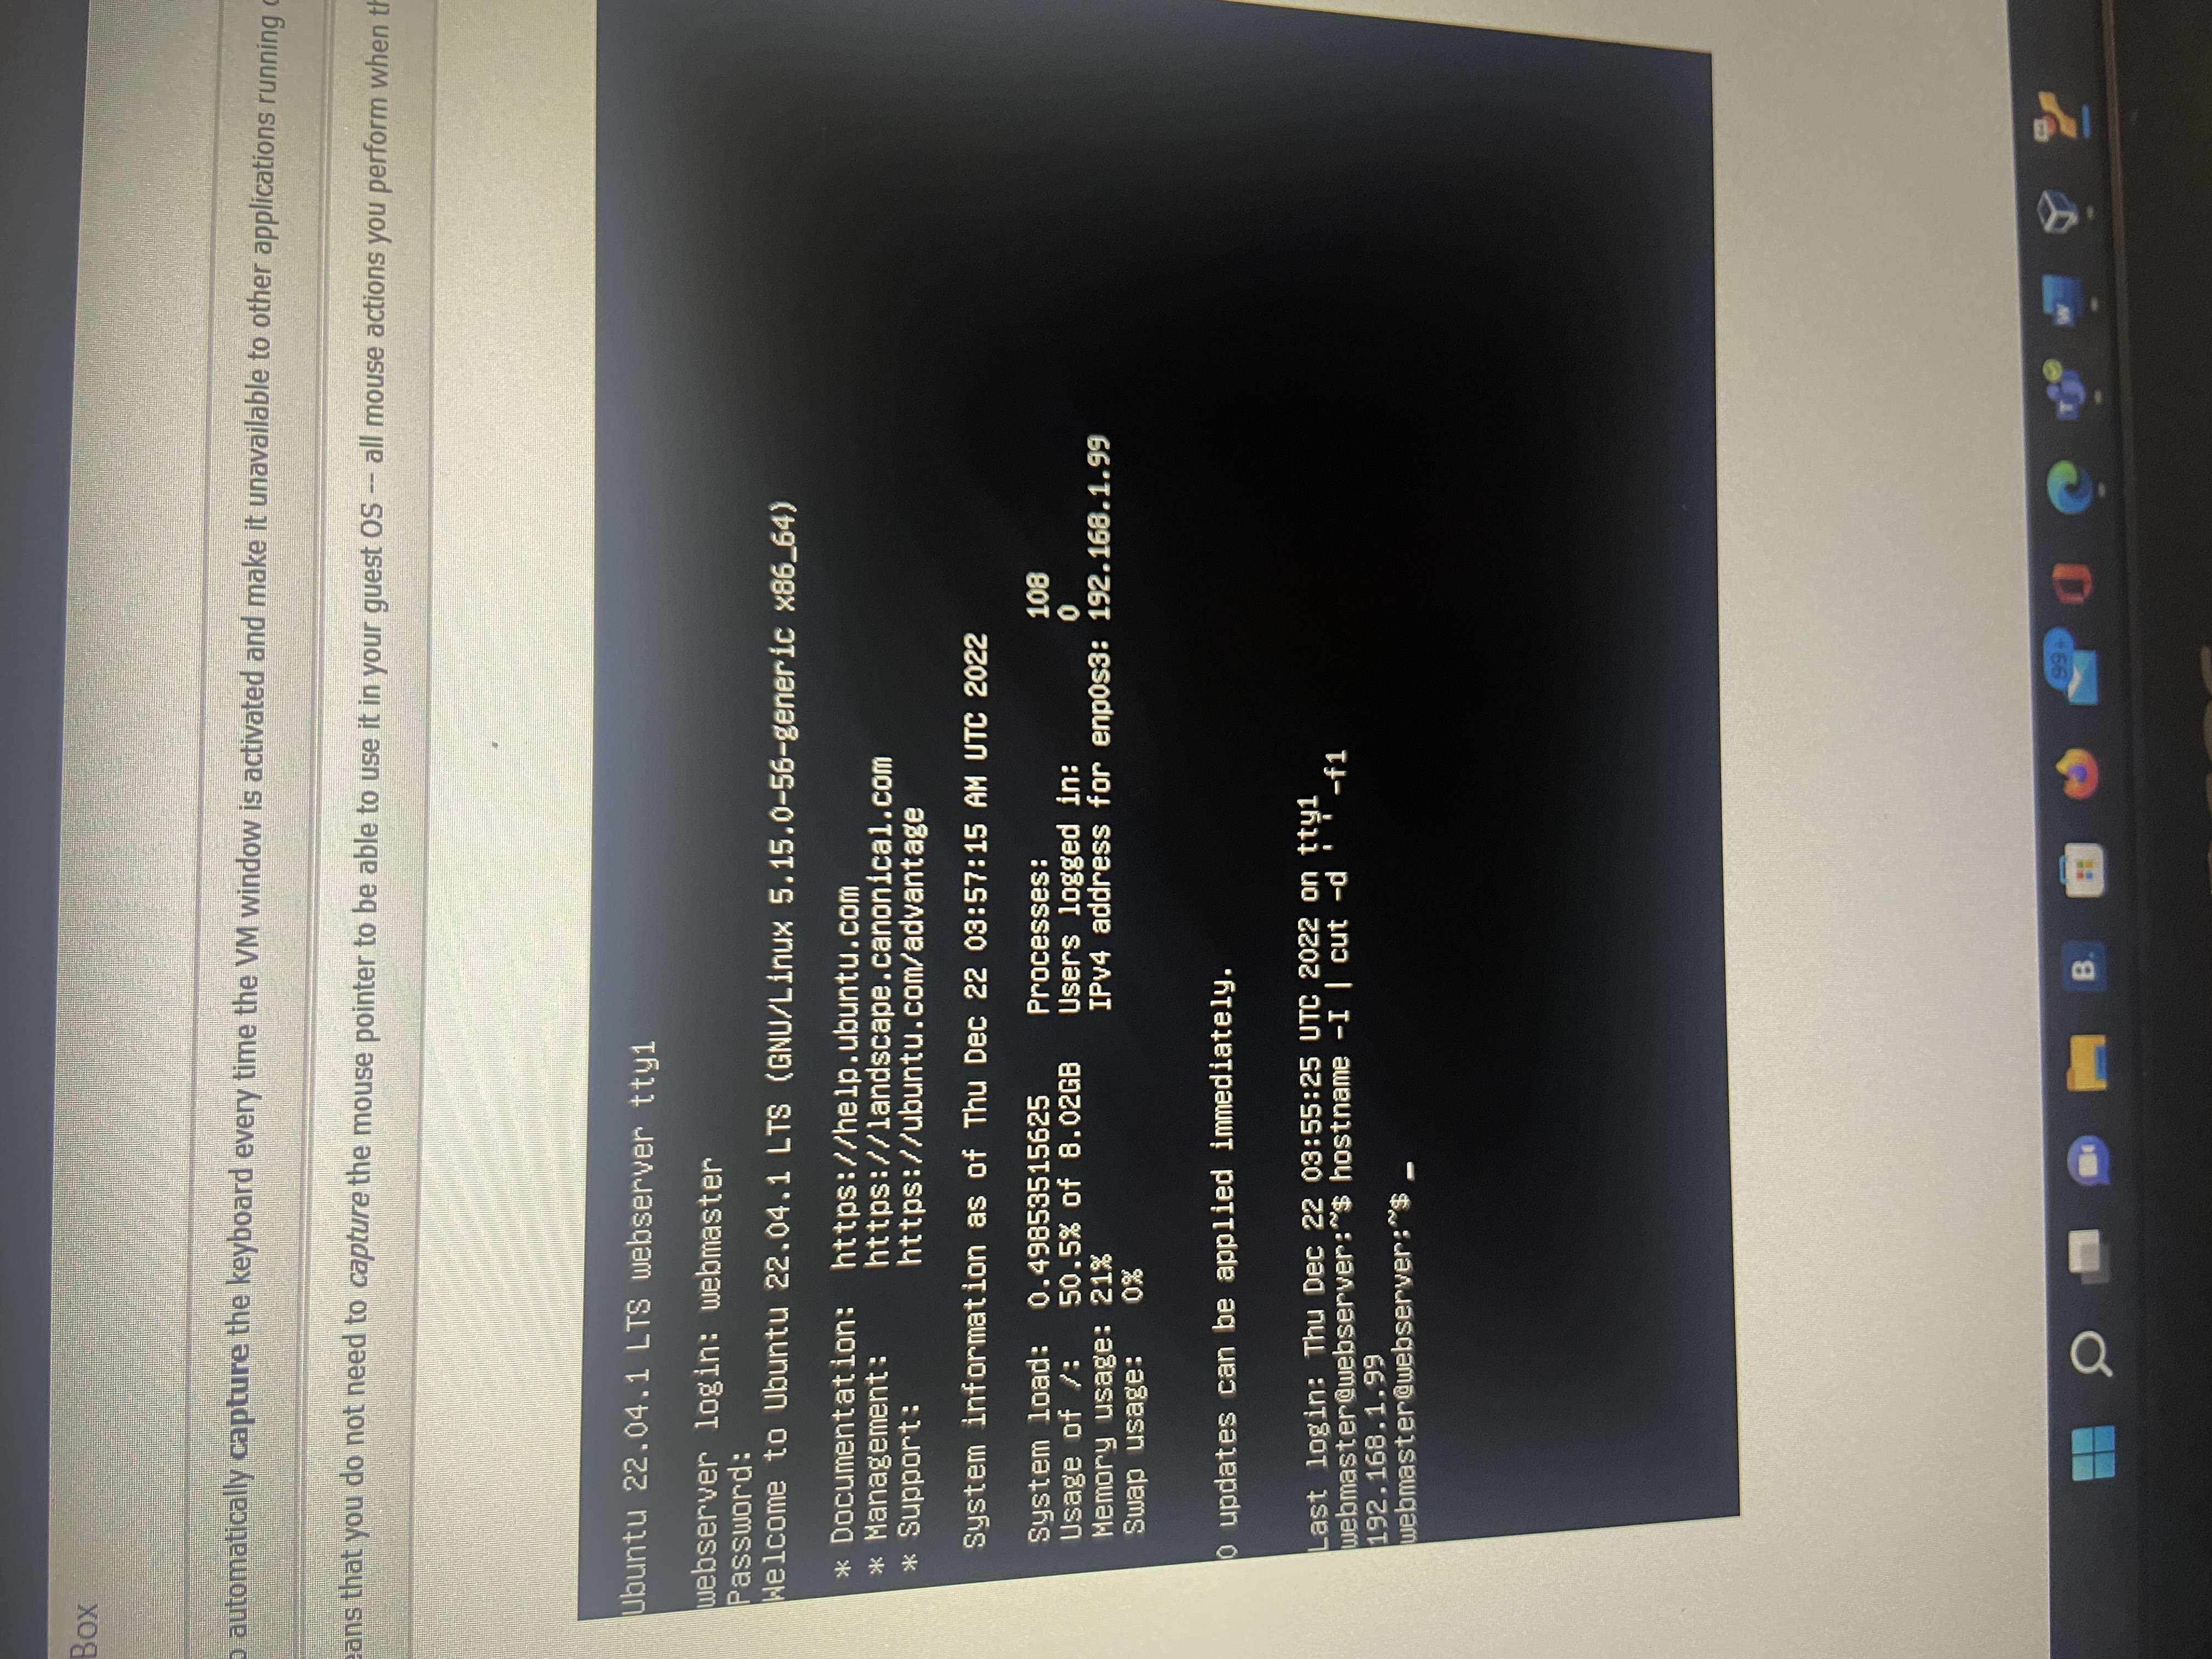 Box
automatically capture the keyboard every time the VM window is activated and make it unavailable to other applications running
that you do not need to capture the mouse pointer to be able to use it in your guest OS -- all mouse actions you perform when
Ubuntu 22.04.1 LTS webserver tty1
webserver login: webmaster
Password:
Welcome to Ubuntu 22.04.1 LTS (GNU/Linux 5.15.0-56-generic x86_64)
* Documentation: https://help.ubuntu.com
* Management: https://landscape.canonical.com
* Support: https://ubuntu.com/advantage
System information as of Thu Dec 22 03:57:15 AM UTC 2022
System load: 0.49853515625 Processes: 108
Usage of /: 50.5% of 8.02GB Users logged in: 0
Memory usage: 21% IPv4 address for enp0s3: 192.168.1.99
Swap usage: 0%
0 updates can be applied immediately.
Last login: Thu Dec 22 03:55:25 UTC 2022 on tty1
webmaster@webserver:~$ hostname -I | cut -d ' ' -f1
192.168.1.99
webmaster@webserver:~$ _
B.
99+
T
W